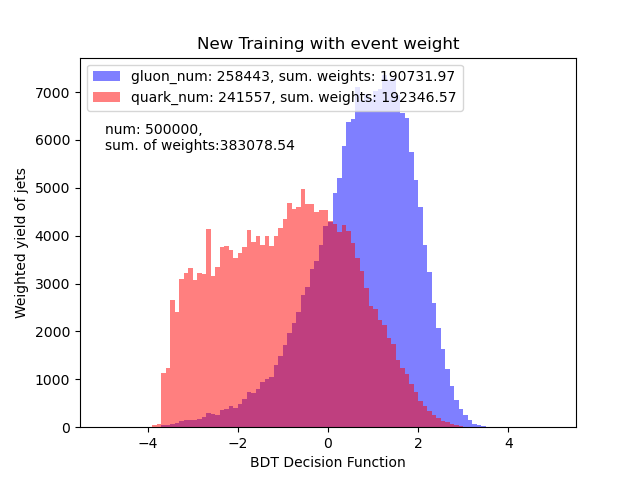 New Training with event weight
gluon_num: 258443, sum. weights: 190731.97
quark_num: 241557, sum. weights: 192346.57
num: 500000,
sum. of weights:383078.54
Weighted yield of jets
7000
6000
5000
4000
3000
2000
1000
0
−4
−2
0
2
4
BDT Decision Function